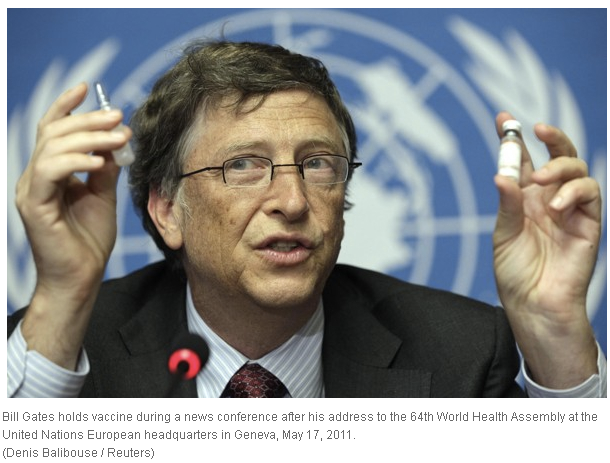 Bill Gates holds vaccine during a news conference after his address to the 64th World Health Assembly at the
United Nations European headquarters in Geneva, May 17, 2011.
(Denis Balibouse / Reuters)